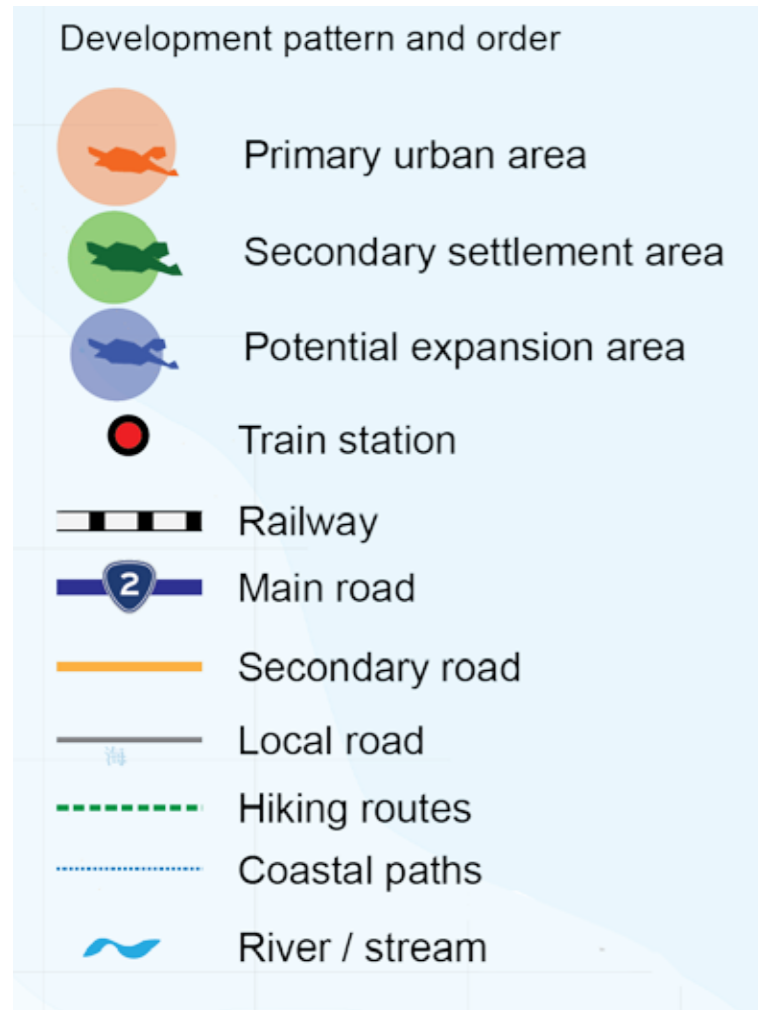 Development pattern and order
Primary urban area
Secondary settlement area
Potential expansion area
Train station
Railway
2
Main road
Secondary road
Local road
海
Hiking routes
Coastal paths
River / stream